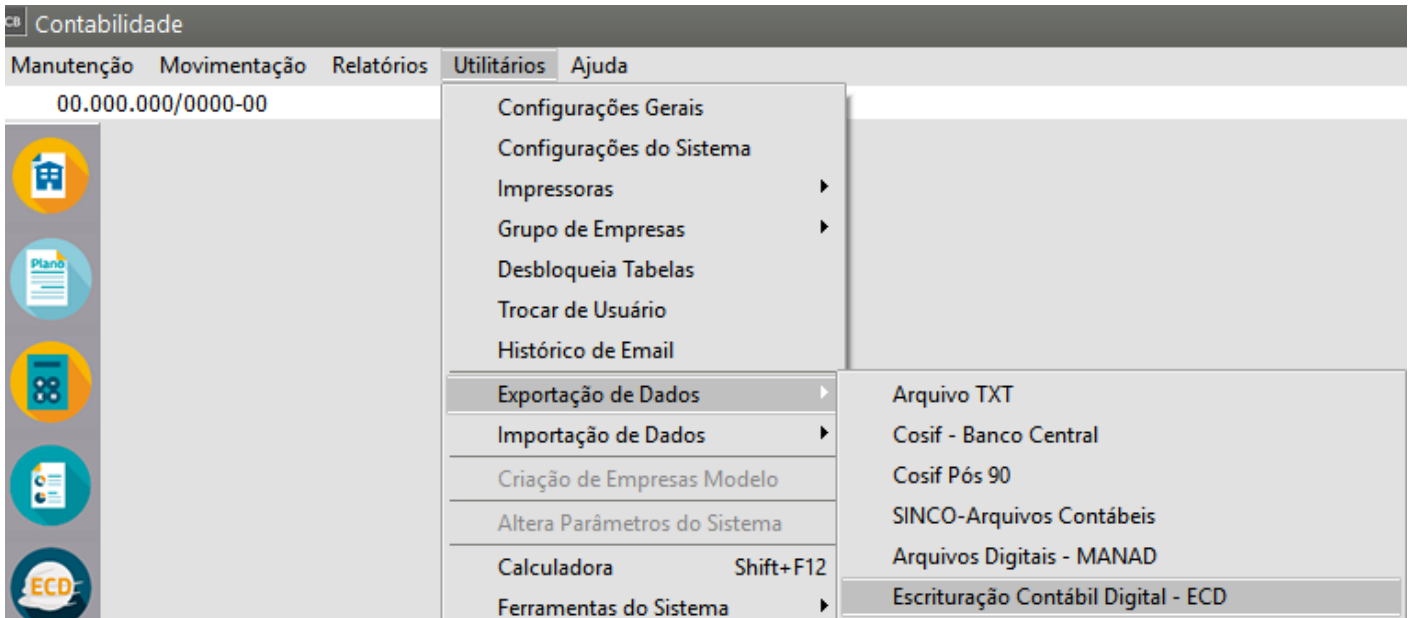 CB Contabilidade
Manutenção Movimentação Relatórios Utilitários Ajuda
00.000.000/0000-00
Configurações Gerais
Configurações do Sistema
Impressoras
Grupo de Empresas
Desbloqueia Tabelas
Trocar de Usuário
Histórico de Email
Exportação de Dados
Importação de Dados
Criação de Empresas Modelo
Altera Parâmetros do Sistema
Calculadora Shift+F12
Ferramentas do Sistema
Arquivo TXT
Cosif - Banco Central
Cosif Pós 90
SINCO-Arquivos Contábeis
Arquivos Digitais - MANAD
Escrituração Contábil Digital - ECD
Plano
ECD